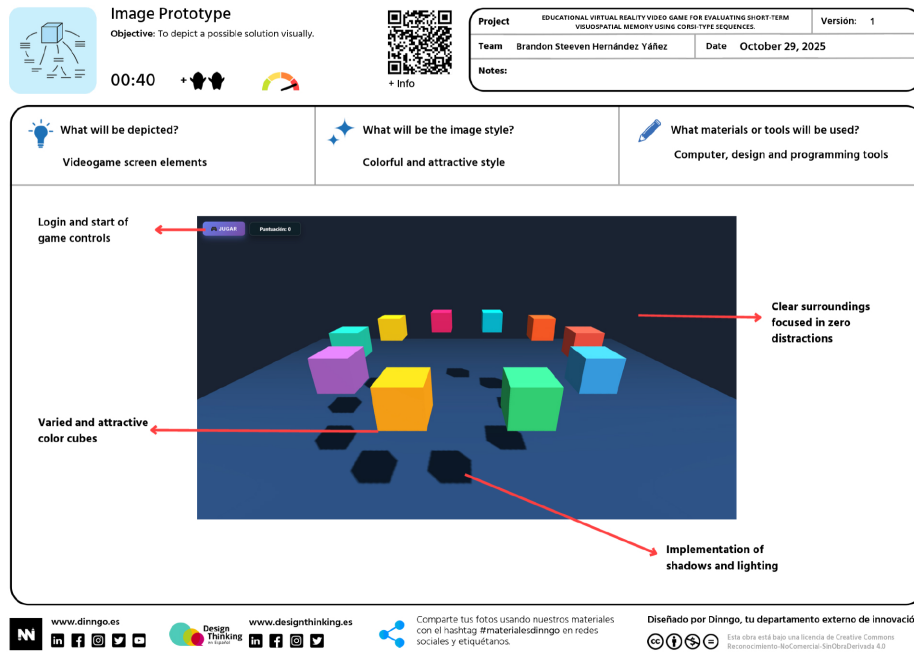 Image Prototype
Objective: To depict a possible solution visually.
00:40
+
+ Info
Project
EDUCATIONAL VIRTUAL REALITY VIDEO GAME FOR EVALUATING SHORT-TERM
VISUOSPATIAL MEMORY USING CORSI-TYPE SEQUENCES.
Versión: 1
Team Brandon Steeven Hernández Yáñez
Date October 29, 2025
Notes:
What will be depicted?
Videogame screen elements
What will be the image style?
Colorful and attractive style
What materials or tools will be used?
Computer, design and programming tools
Login and start of
game controls
JUGAR
Puntuación: 0
Clear surroundings
focused in zero
distractions
Varied and attractive
color cubes
Implementation of
shadows and lighting
www.dinngo.es
Design
Thinking
en Español
www.designthinking.es
Comparte tus fotos usando nuestros materiales
con el hashtag #materialesdinngo en redes
sociales y etiquétanos.
Diseñado por Dinngo, tu departamento externo de innovació
Esta obra está bajo una licencia de Creative Commons
Reconocimiento-NoComercial-SinObraDerivada 4.0